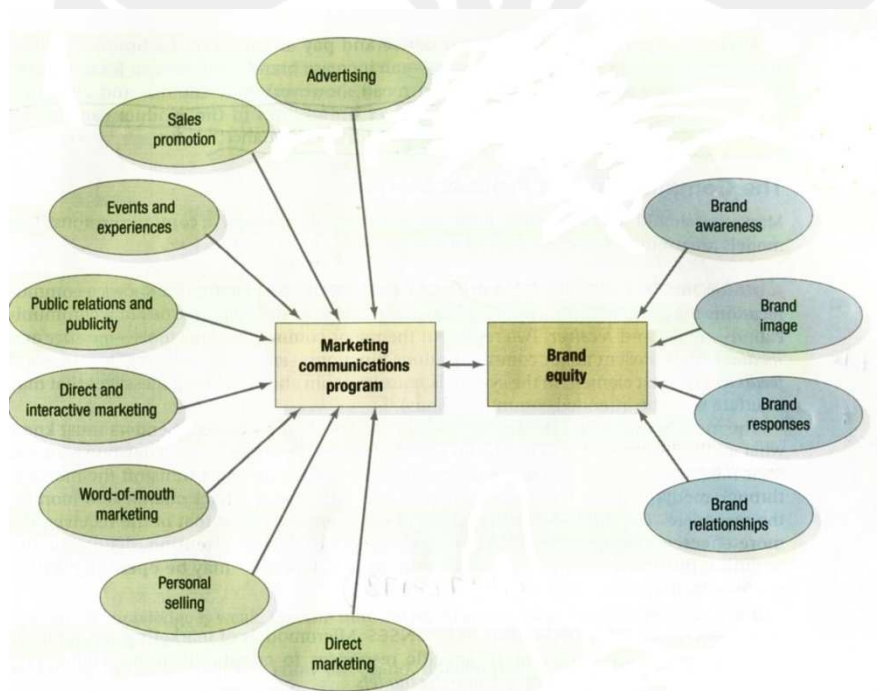 Advertising
Sales
promotion
Events and
experiences
Public relations and
publicity
Direct and
interactive marketing
Word-of-mouth
marketing
Personal
selling
Direct
marketing
Marketing
communications
program
Brand
equity
Brand
awareness
Brand
image
Brand
responses
Brand
relationships